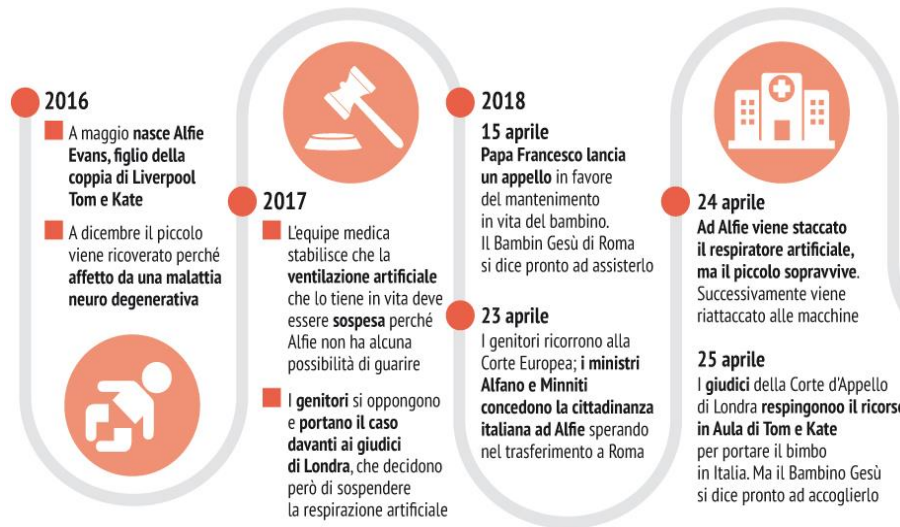 2016
A maggio nasce Alfie
Evans, figlio della
coppia di Liverpool
Tom e Kate
A dicembre il piccolo
viene ricoverato perché
affetto da una malattia
neuro degenerativa
2017
L'equipe medica
stabilisce che la
ventilazione artificiale
che lo tiene in vita deve
essere sospesa perché
Alfie non ha alcuna
possibilità di guarire
I genitori si oppongono
e portano il caso
davanti ai giudici
di Londra, che decidono
però di sospendere
la respirazione artificiale
2018
15 aprile
Papa Francesco lancia
un appello in favore
del mantenimento
in vita del bambino.
Il Bambin Gesù di Roma
si dice pronto ad assisterlo
23 aprile
I genitori ricorrono alla
Corte Europea; i ministri
Alfano e Minniti
concedono la cittadinanza
italiana ad Alfie sperando
nel trasferimento a Roma
24 aprile
Ad Alfie viene staccato
il respiratore artificiale,
ma il piccolo sopravvive.
Successivamente viene
riattaccato alle macchine
25 aprile
I giudici della Corte d'Appello
di Londra respingonoo il ricorso
in Aula di Tom e Kate
per portare il bimbo
in Italia. Ma il Bambino Gesù
si dice pronto ad accoglierlo